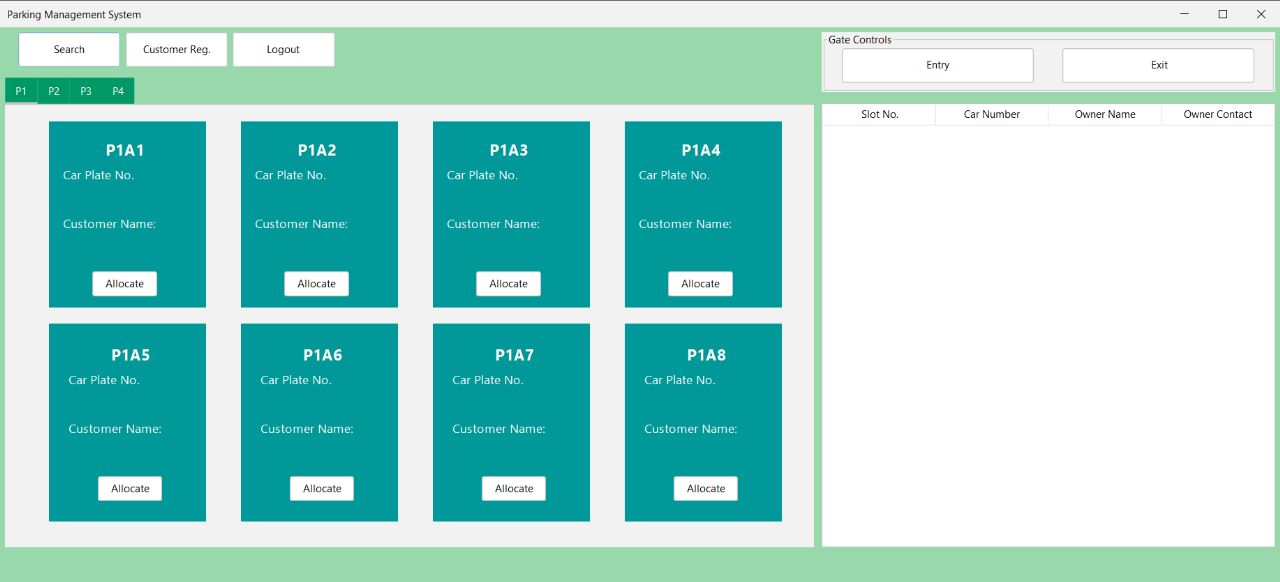 Parking Management System
Search Customer Reg. Logout
Gate Controls
Entry Exit
P1 P2 P3 P4
Slot No. Car Number Owner Name Owner Contact
P1A1 P1A2 P1A3 P1A4
Car Plate No. Car Plate No. Car Plate No. Car Plate No.
Customer Name: Customer Name: Customer Name: Customer Name:
Allocate Allocate Allocate Allocate
P1A5 P1A6 P1A7 P1A8
Car Plate No. Car Plate No. Car Plate No. Car Plate No.
Customer Name: Customer Name: Customer Name: Customer Name:
Allocate Allocate Allocate Allocate